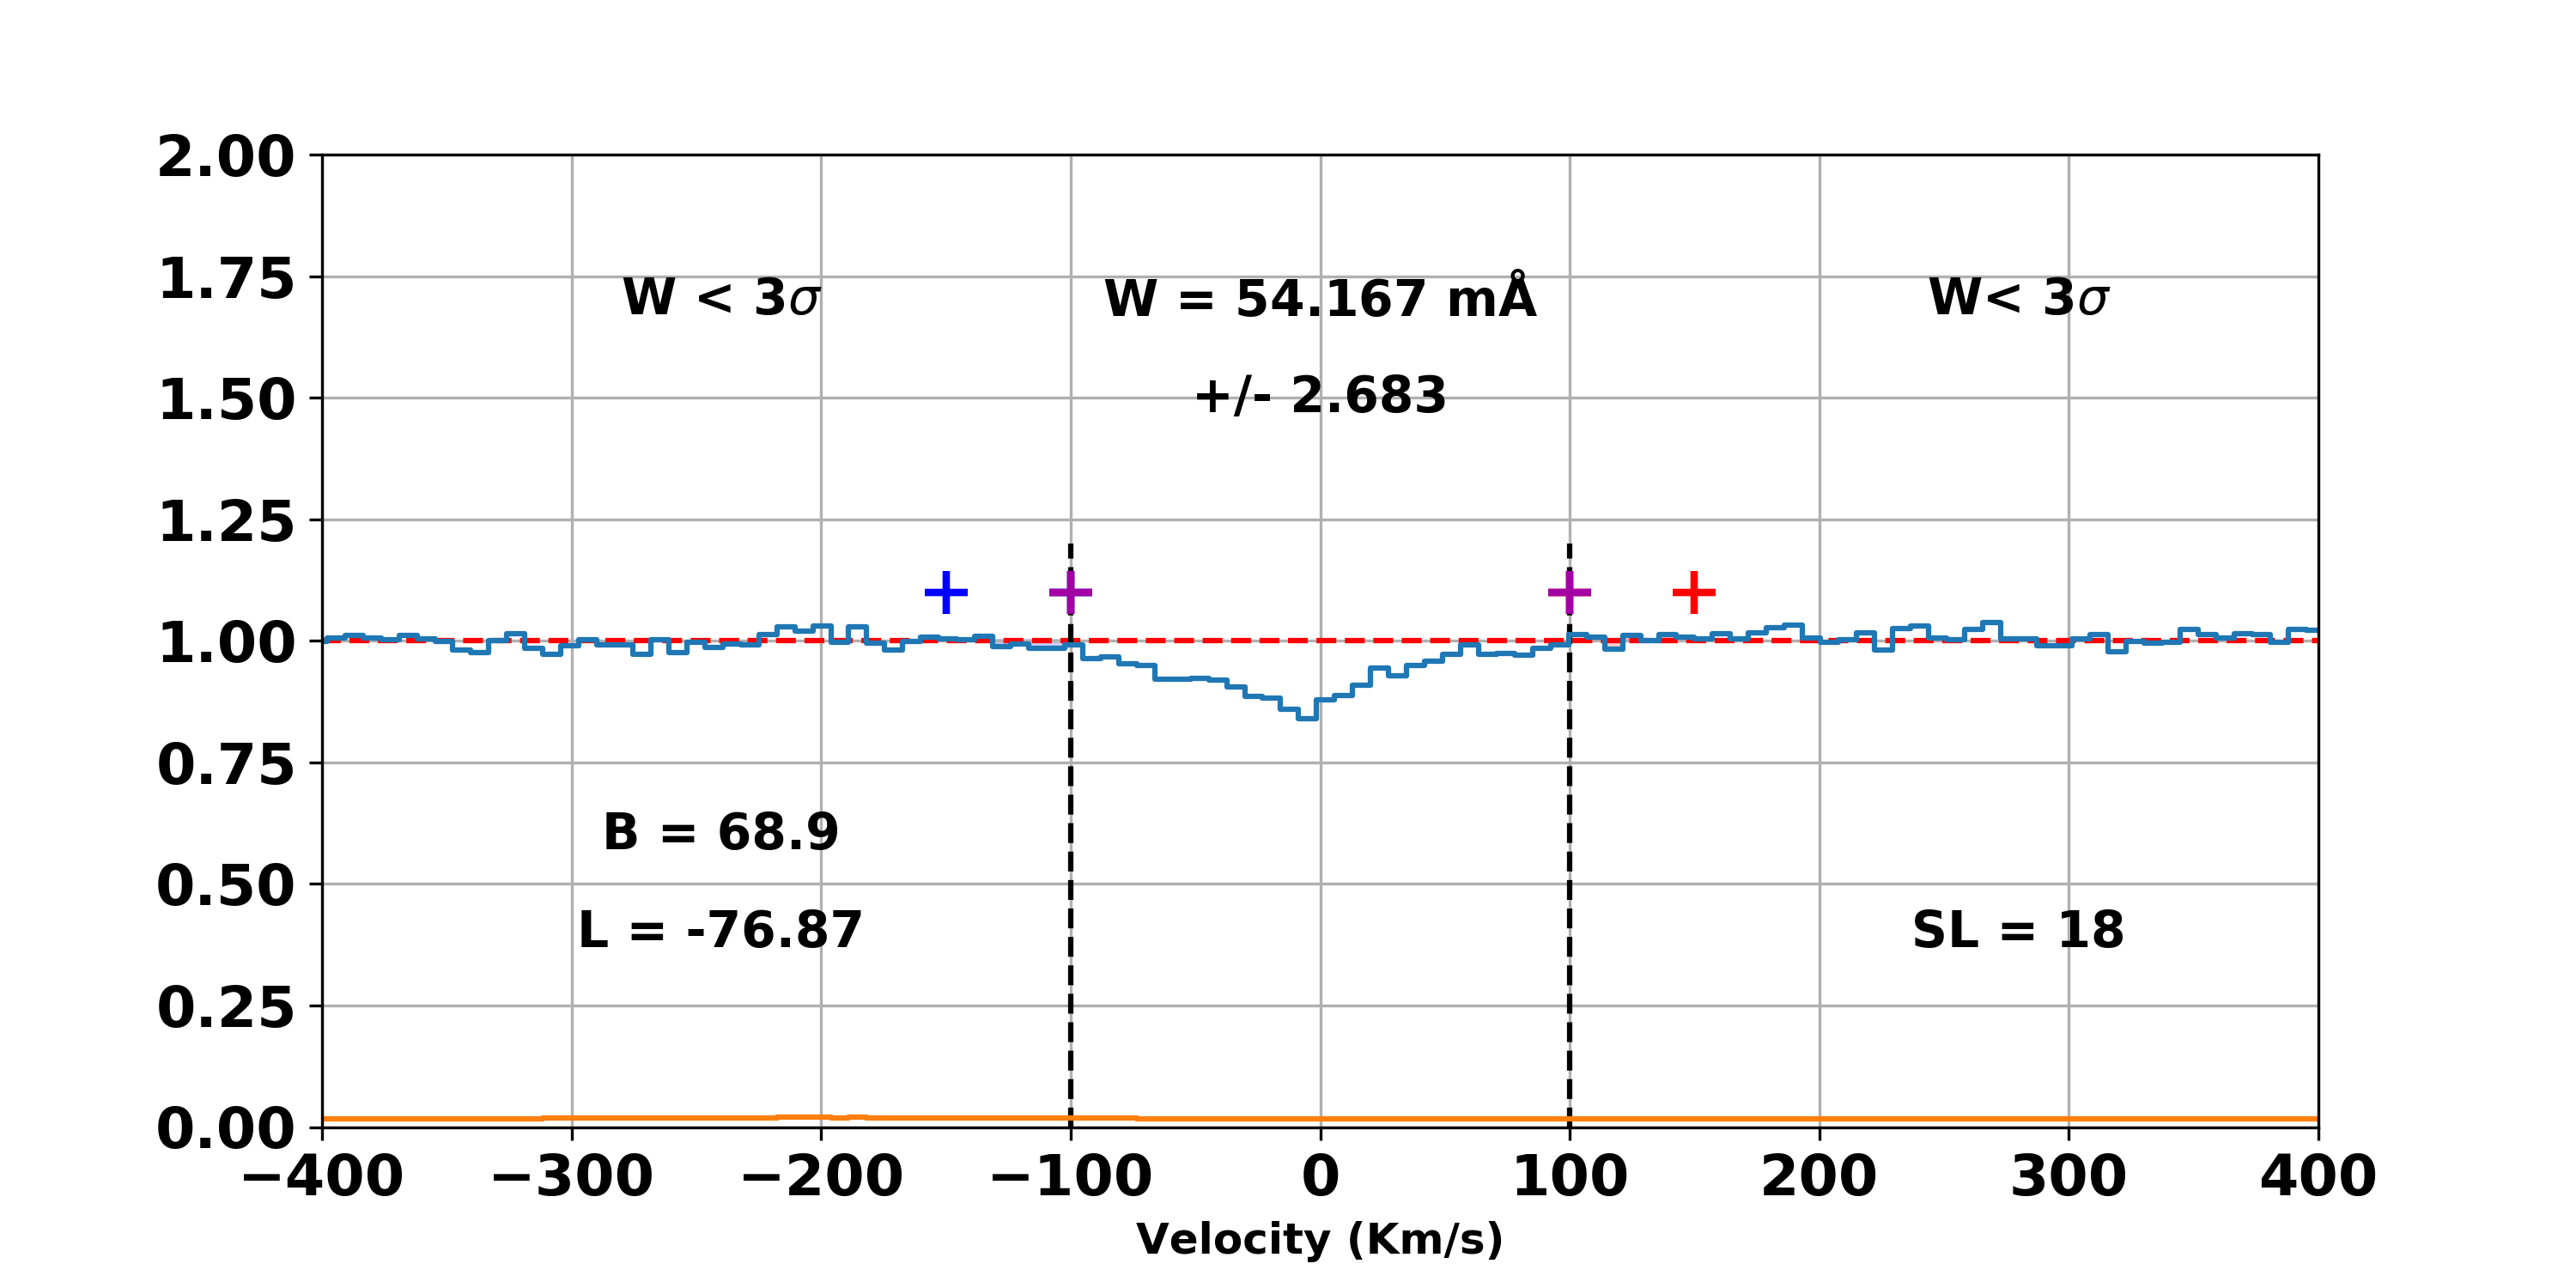 2.00
1.75
W < 3σ
W = 54.167 mÅ
W< 3σ
1.50
+/- 2.683
1.25
1.00
0.75
B = 68.9
0.50
L = -76.87
SL = 18
0.25
0.00
−400 −300 −200 −100 0 100 200 300 400
Velocity (Km/s)